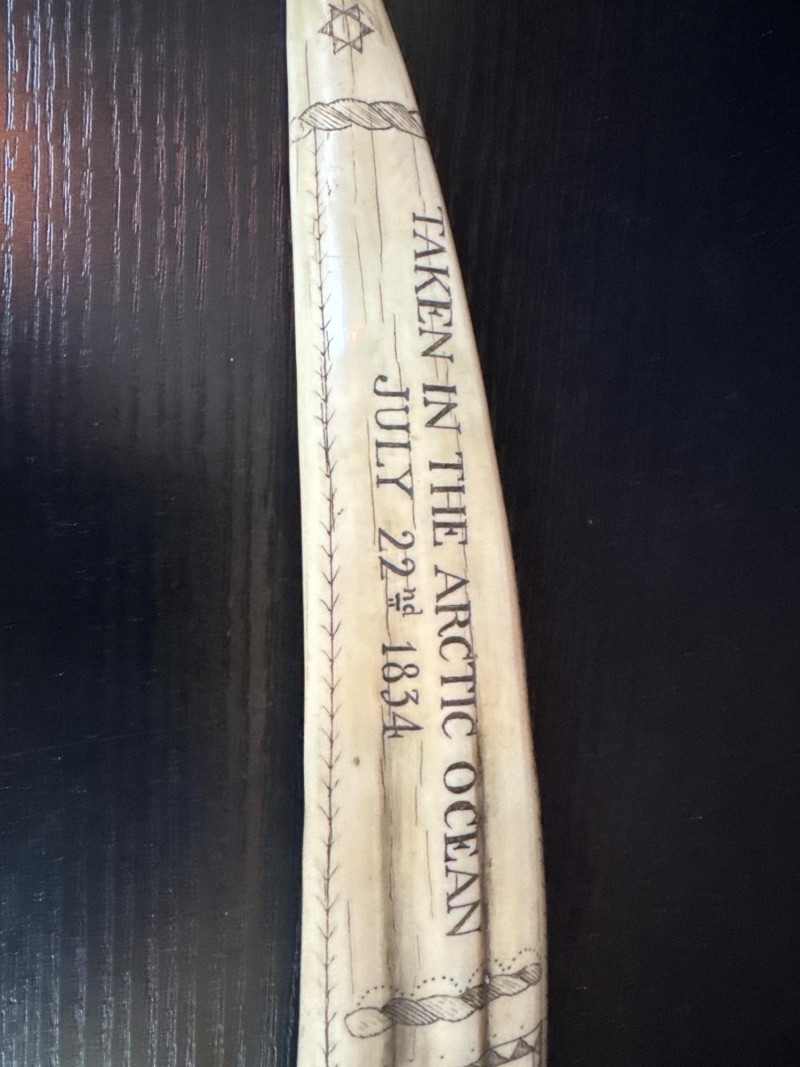 TAKEN IN THE ARCTIC OCEAN
JULY 22nd 1834